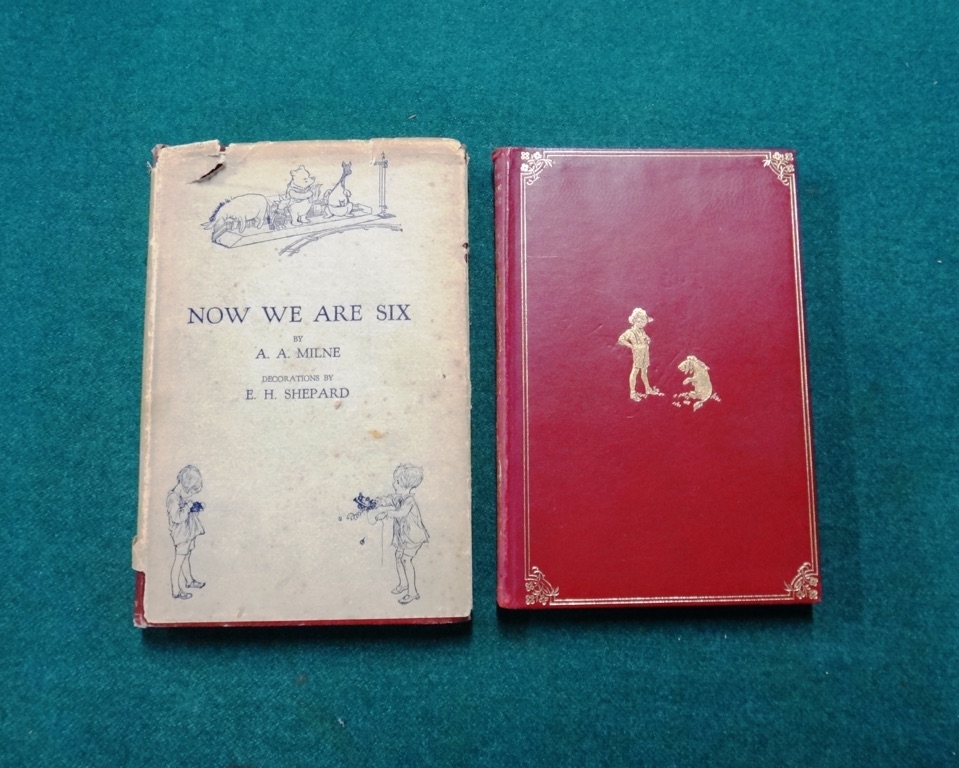 NOW WE ARE SIX
BY
A. A. MILNE
DECORATIONS BY
E. H. SHEPARD